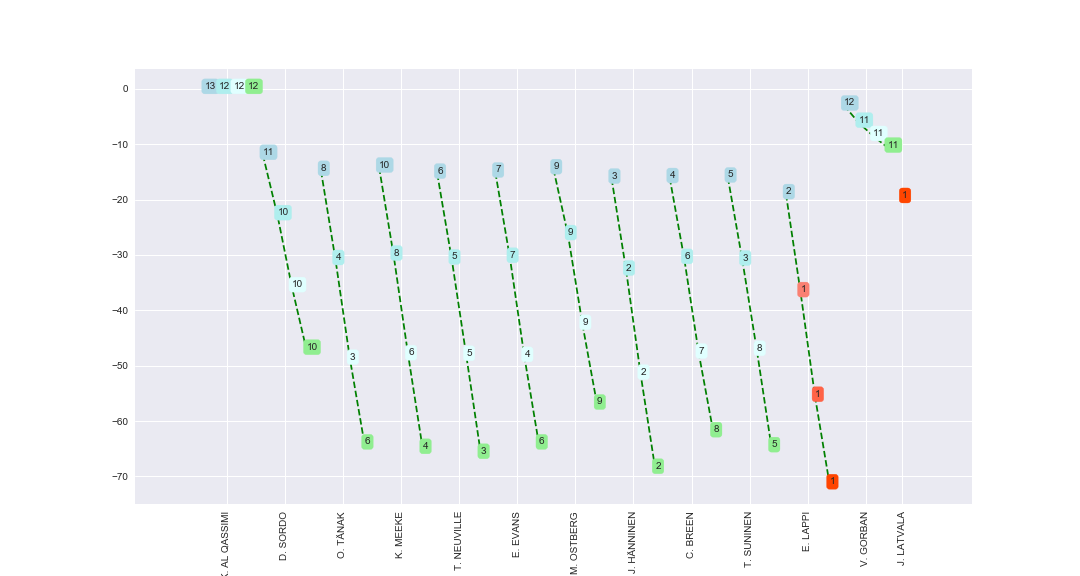 0
−10
−20
−30
−40
−50
−60
−70
13 12 12 12
11 10 10 10
8 4 3 6
10 8 6 4
6 5 5 3
7 7 4 6
9 9 9 9
3 2 2 2
4 6 7 8
5 3 8 5
2 1 1 1
12 11 11 11
1
AL QASSIMI
D. SORDO
O. TÄNAK
K. MEEKE
T. NEUVILLE
E. EVANS
M. OSTBERG
J. HÄNNINEN
C. BREEN
T. SUNINEN
E. LAPPI
V. GORBAN
J. LATVALA